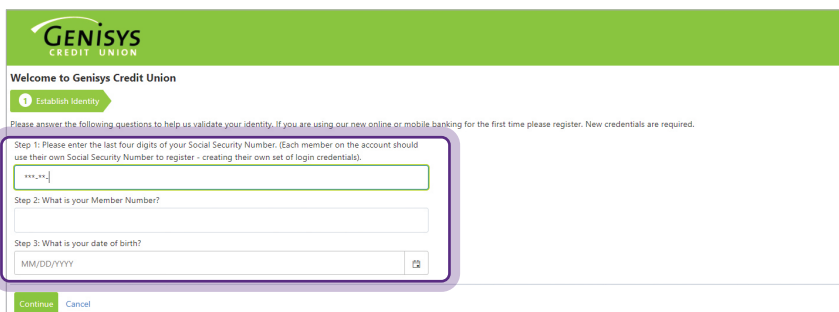 GENiSYS
CREDIT UNION
Welcome to Genisys Credit Union
1 Establish Identity
Please answer the following questions to help us validate your identity. If you are using our new online or mobile banking for the first time please register. New credentials are required.
Step 1: Please enter the last four digits of your Social Security Number. (Each member on the account should
use their own Social Security Number to register - creating their own set of login credentials).
***-**-
Step 2: What is your Member Number?
Step 3: What is your date of birth?
MM/DD/YYYY
Continue Cancel